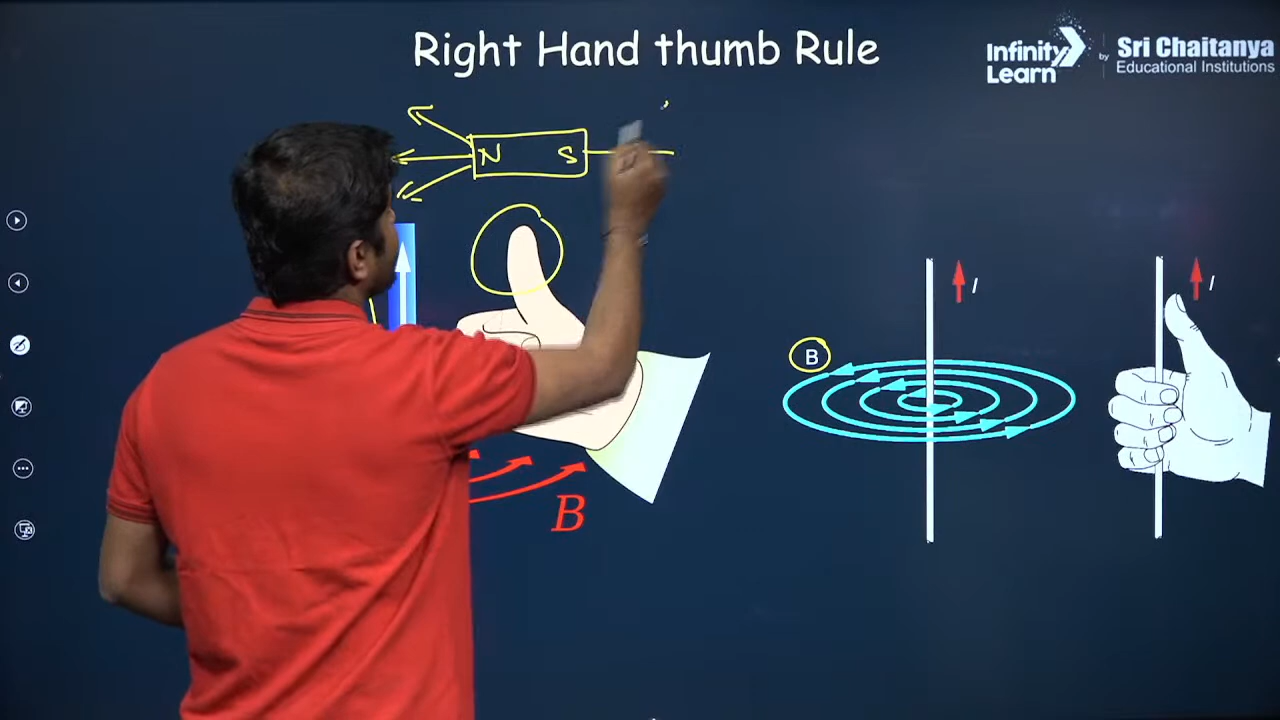 Right Hand thumb Rule
Infinity Learn
by
Sri Chaitanya
Educational Institutions
N S
I
I
B
B